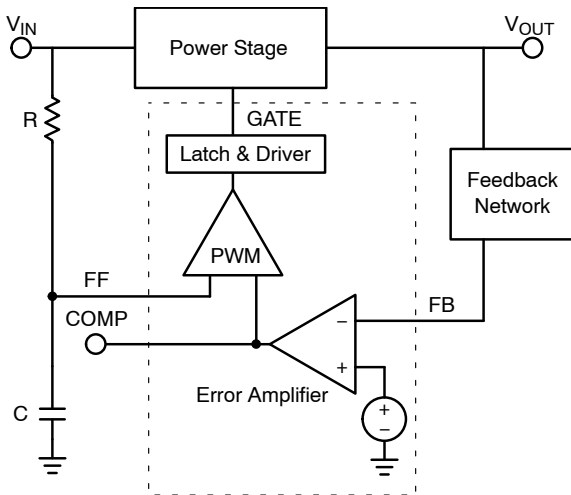 VIN
Power Stage
VOUT
R
GATE
Latch & Driver
Feedback
Network
PWM
FF
FB
COMP
−
+
Error Amplifier
+
−
C